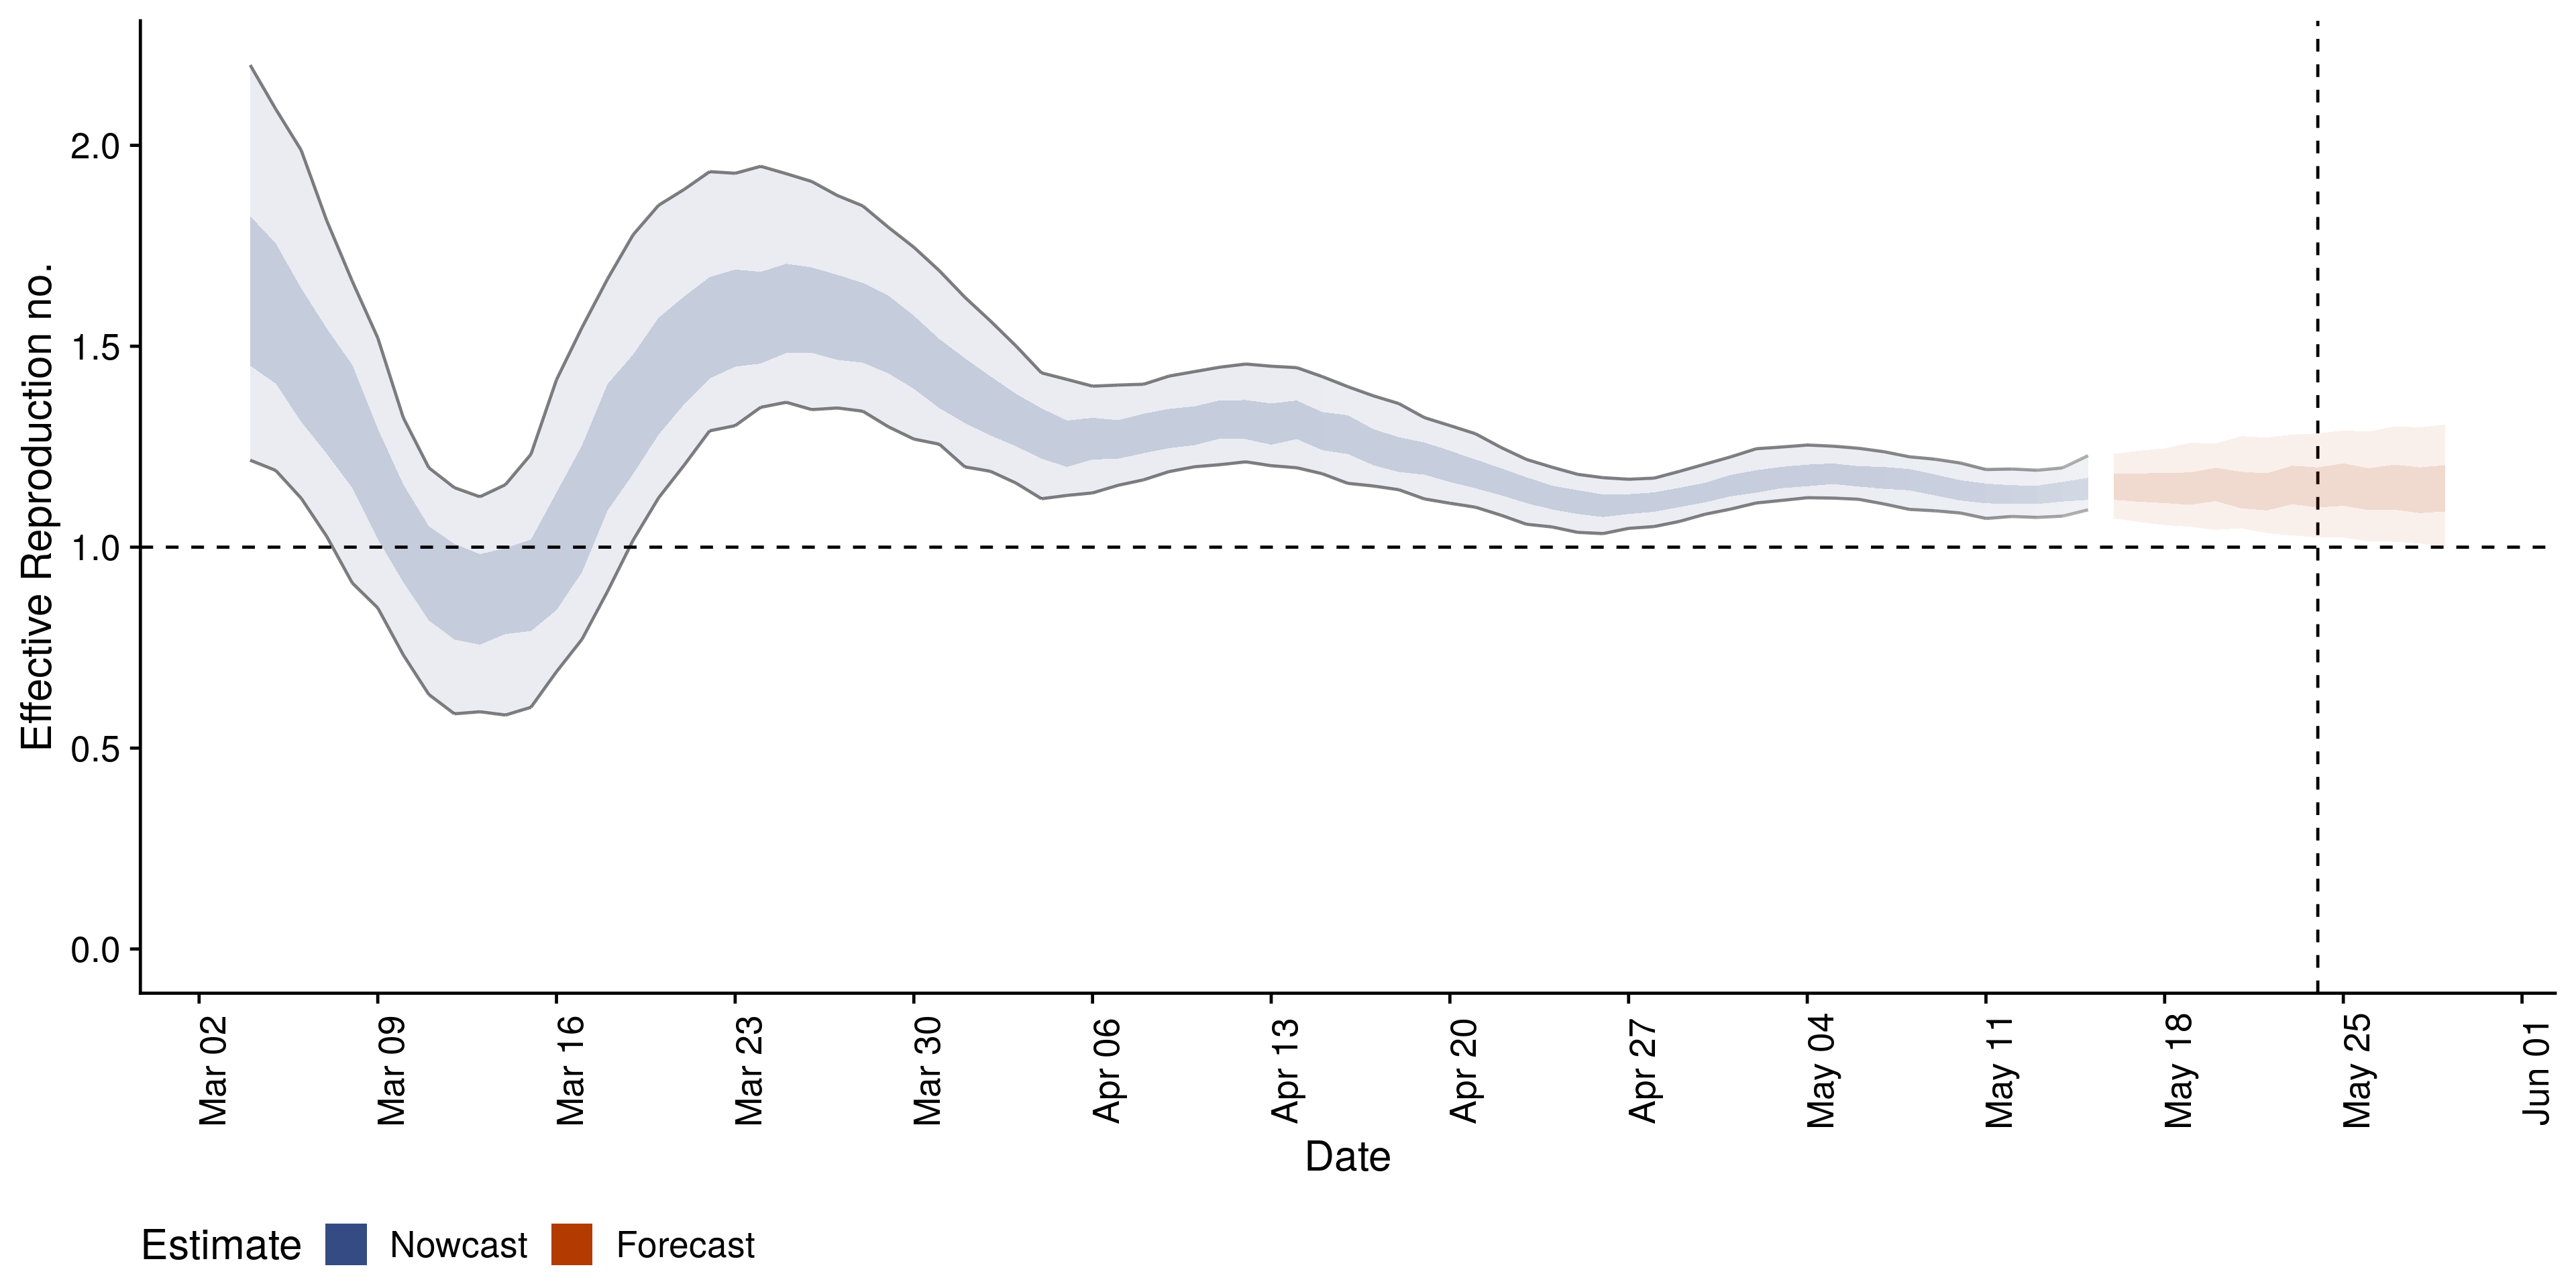 Effective Reproduction no.
2.0
1.5
1.0
0.5
0.0
Mar 02
Mar 09
Mar 16
Mar 23
Mar 30
Apr 06
Apr 13
Apr 20
Apr 27
May 04
May 11
May 18
May 25
Jun 01
Date
Estimate Nowcast Forecast